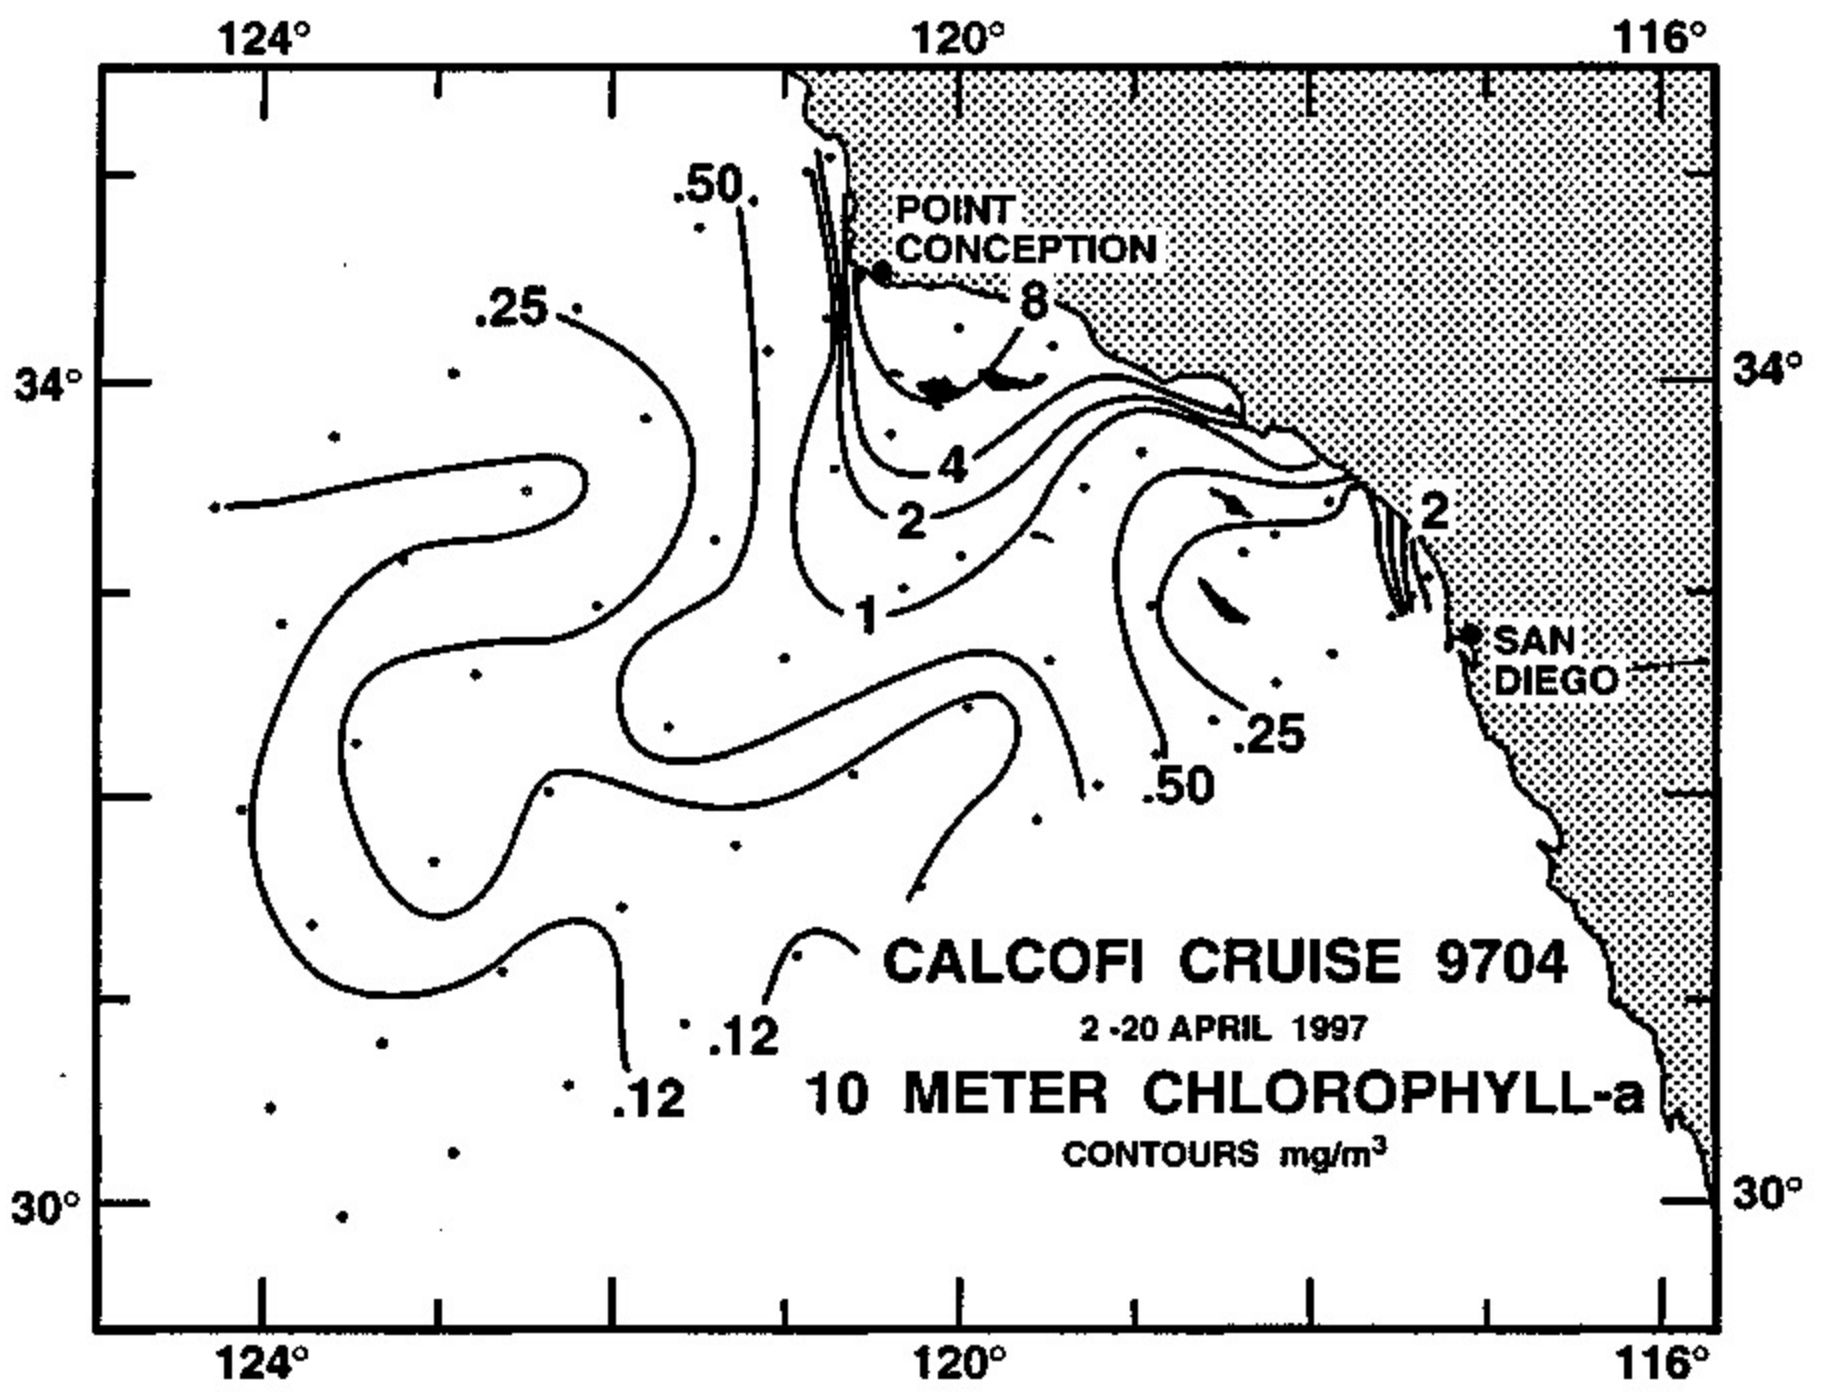 124° 120° 116°
.50
POINT
CONCEPTION
8
.25
34° 34°
4
2
2
1
SAN
DIEGO
.25
.50
CALCOFI CRUISE 9704
2-20 APRIL 1997
.12
10 METER CHLOROPHYLL-a
.12
CONTOURS mg/m³
30° 30°
124° 120° 116°